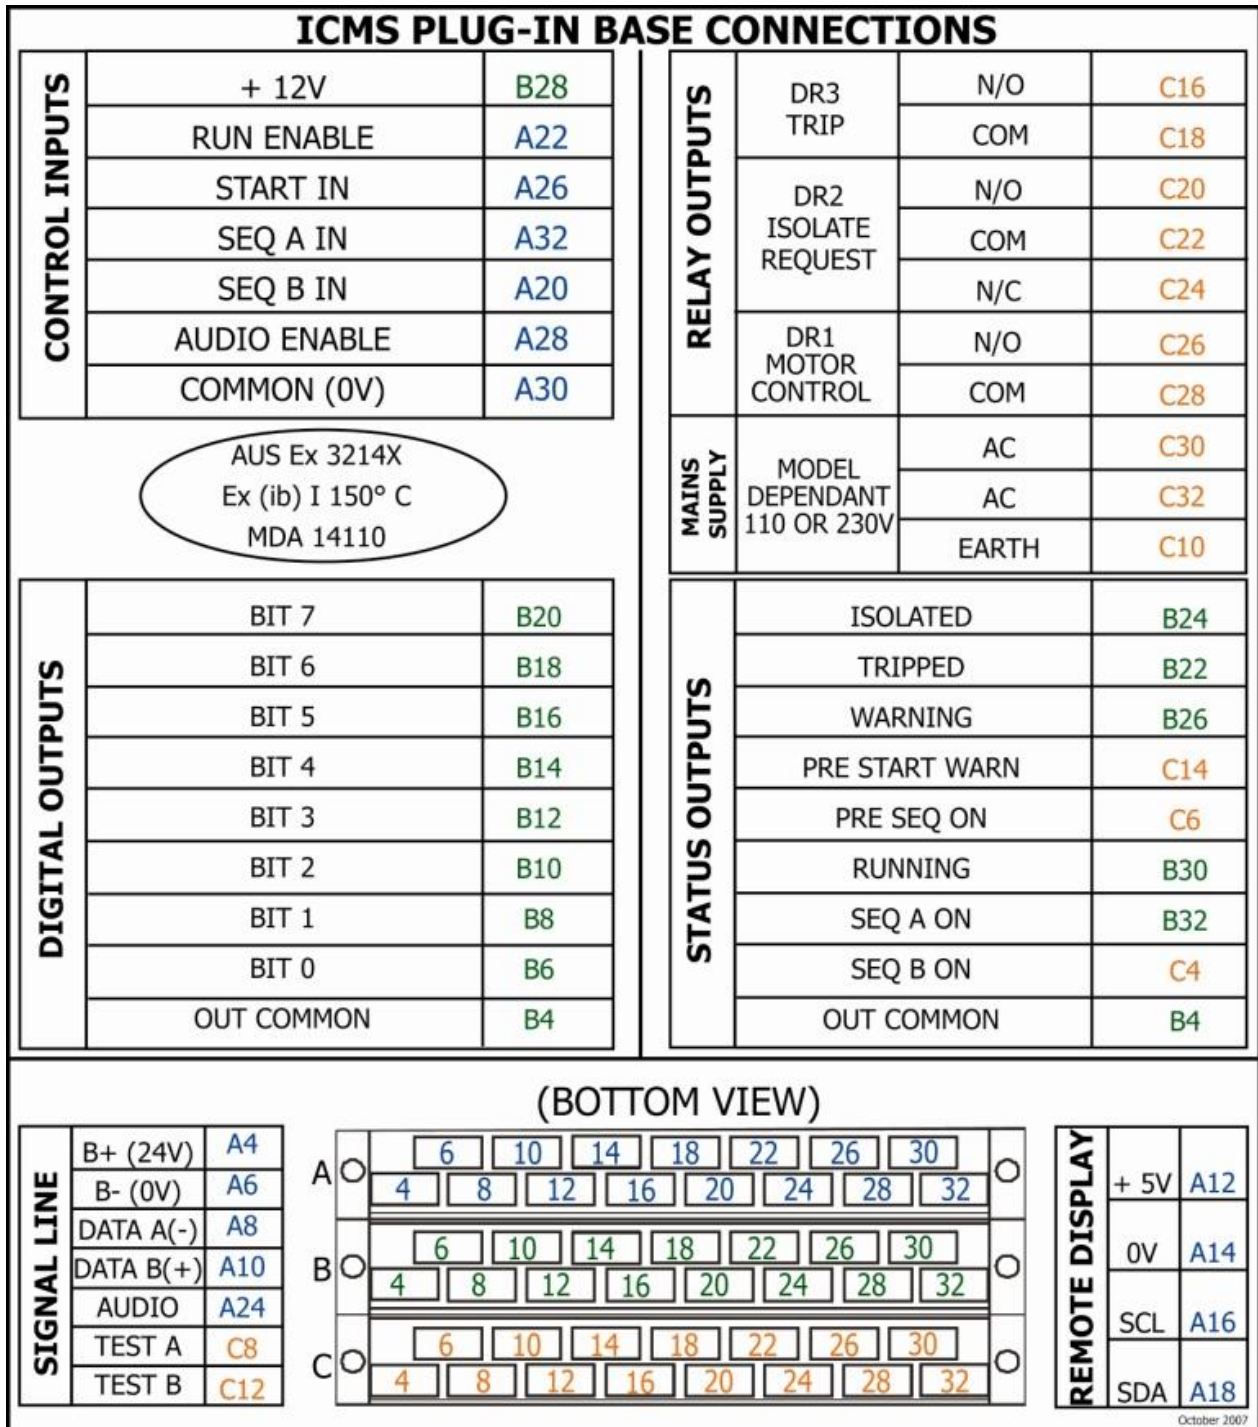 ICMS PLUG-IN BASE CONNECTIONS
CONTROL INPUTS
+ 12V B28
RUN ENABLE A22
START IN A26
SEQ A IN A32
SEQ B IN A20
AUDIO ENABLE A28
COMMON (0V) A30
AUS Ex 3214X
Ex (ib) I 150° C
MDA 14110
RELAY OUTPUTS
DR3
TRIP
N/O C16
COM C18
DR2
ISOLATE
REQUEST
N/O C20
COM C22
N/C C24
DR1
MOTOR
CONTROL
N/O C26
COM C28
MAINS
SUPPLY
MODEL
DEPENDANT
110 OR 230V
AC C30
AC C32
EARTH C10
DIGITAL OUTPUTS
BIT 7 B20
BIT 6 B18
BIT 5 B16
BIT 4 B14
BIT 3 B12
BIT 2 B10
BIT 1 B8
BIT 0 B6
OUT COMMON B4
STATUS OUTPUTS
ISOLATED B24
TRIPPED B22
WARNING B26
PRE START WARN C14
PRE SEQ ON C6
RUNNING B30
SEQ A ON B32
SEQ B ON C4
OUT COMMON B4
SIGNAL LINE
B+ (24V) A4
B- (0V) A6
DATA A(-) A8
DATA B(+) A10
AUDIO A24
TEST A C8
TEST B C12
(BOTTOM VIEW)
A
6 10 14 18 22 26 30
4 8 12 16 20 24 28 32
B
6 10 14 18 22 26 30
4 8 12 16 20 24 28 32
C
6 10 14 18 22 26 30
4 8 12 16 20 24 28 32
REMOTE DISPLAY
+ 5V A12
0V A14
SCL A16
SDA A18
October 2007